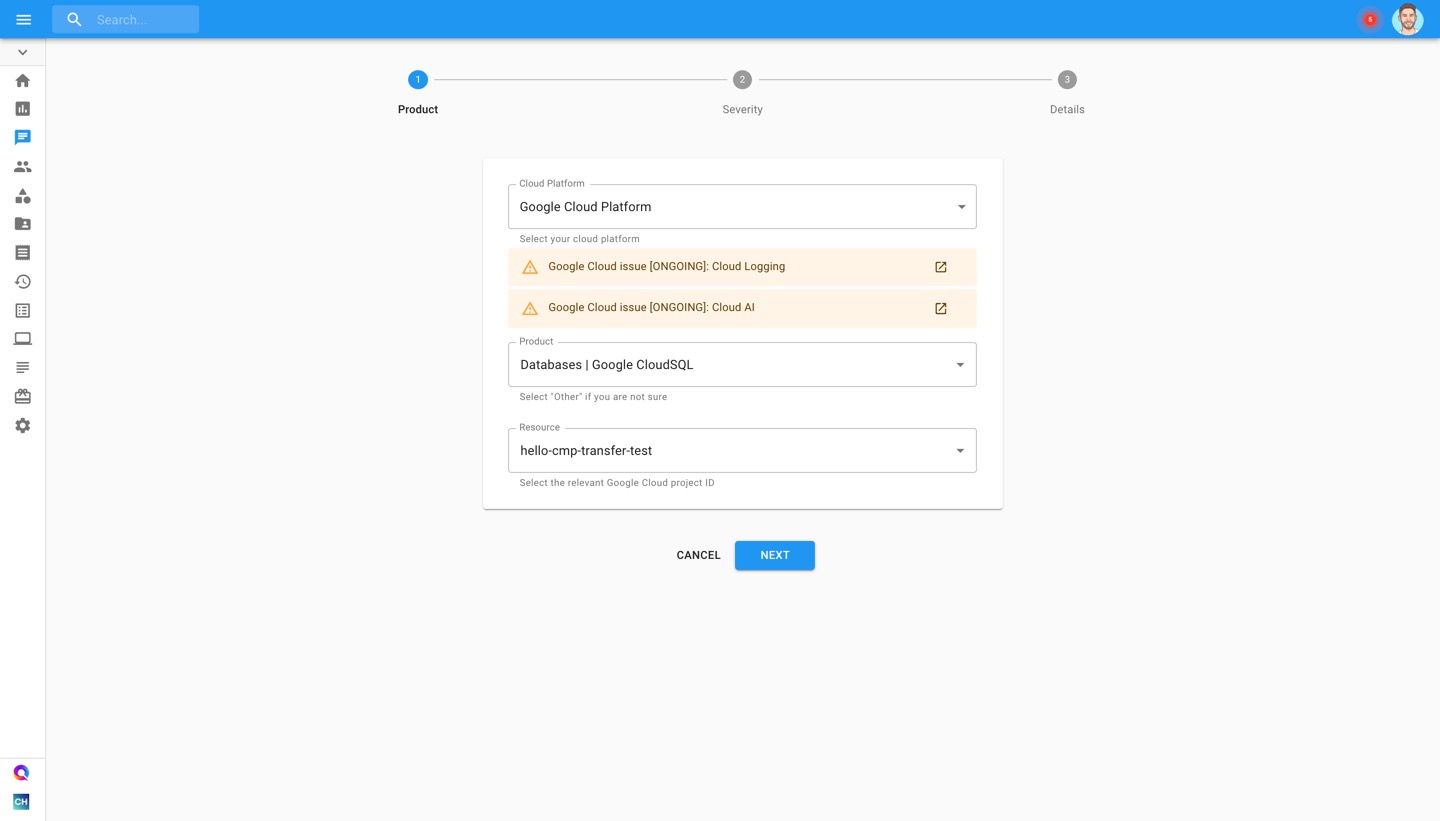 Search...
5
1
2
3
Product
Severity
Details
Cloud Platform
Google Cloud Platform
Select your cloud platform
Google Cloud issue [ONGOING]: Cloud Logging
Google Cloud issue [ONGOING]: Cloud AI
Product
Databases | Google CloudSQL
Select "Other" if you are not sure
Resource
hello-cmp-transfer-test
Select the relevant Google Cloud project ID
CANCEL
NEXT
CH